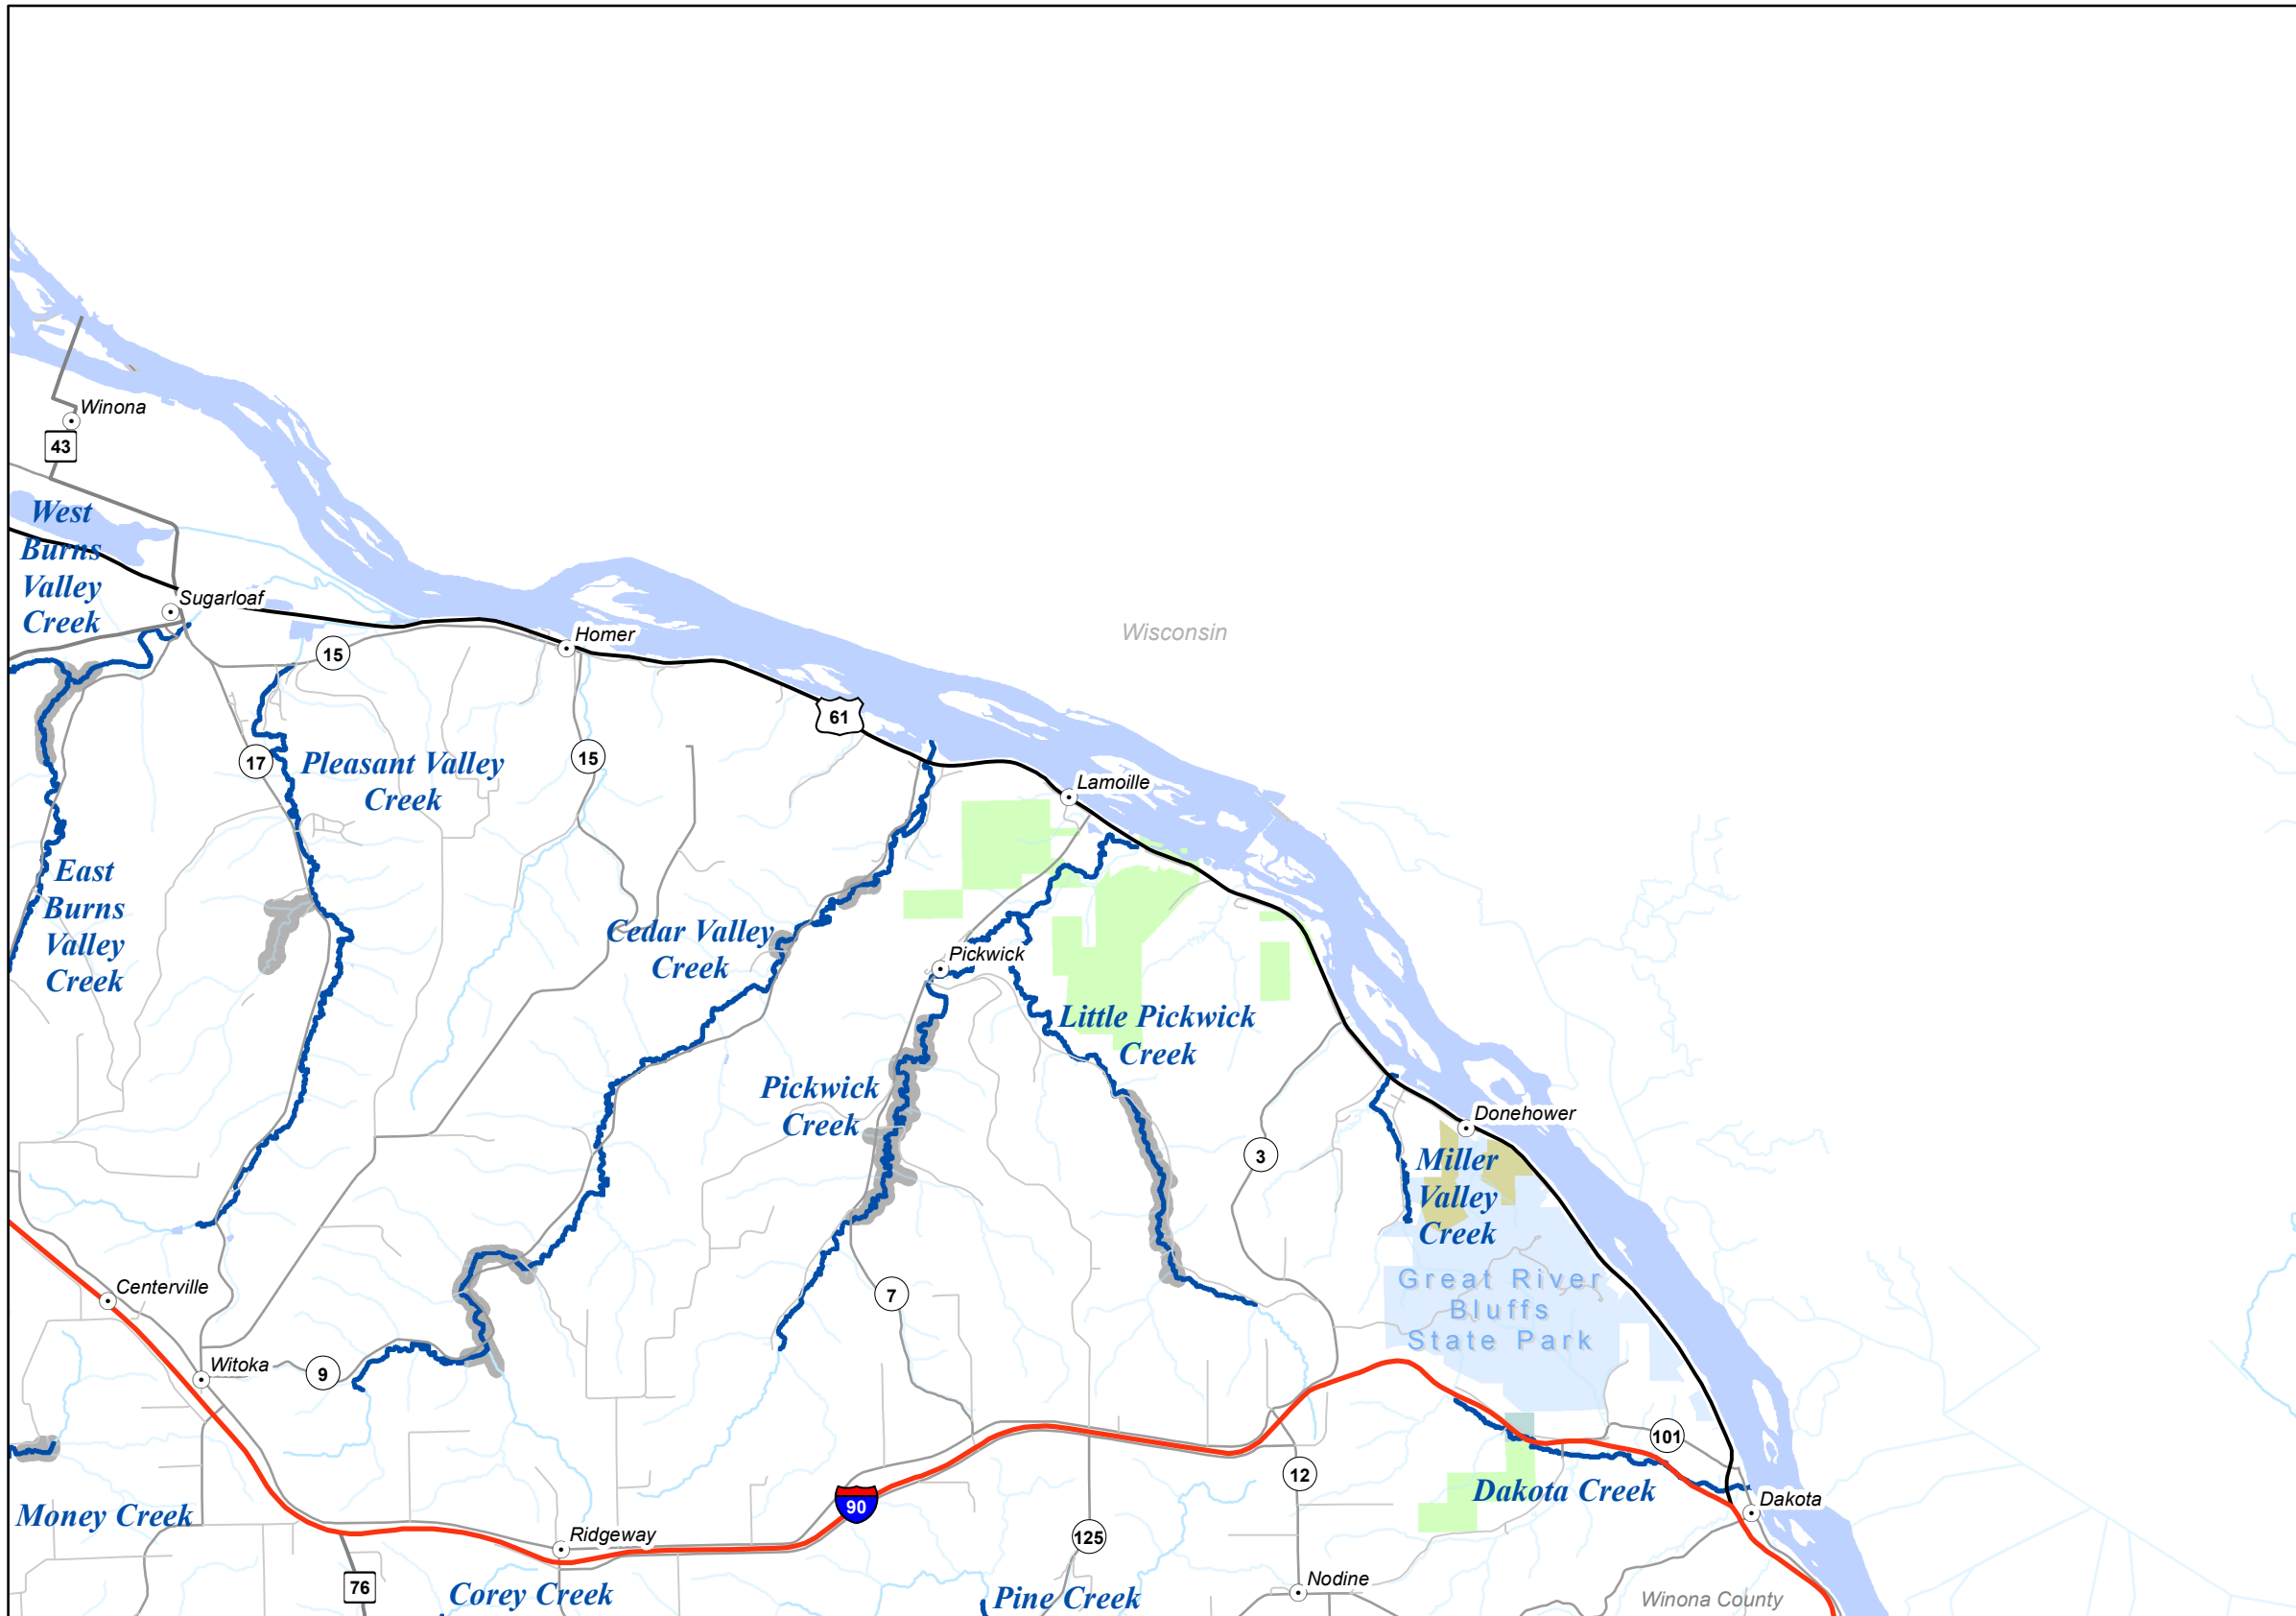 Winona
43
West
Burns
Valley
Creek
Sugarloaf
Homer
Wisconsin
15
61
17
15
Pleasant Valley
Creek
Lamoille
East
Burns
Valley
Creek
Cedar Valley
Creek
Pickwick
Little Pickwick
Creek
Pickwick
Creek
Donehower
3
Miller
Valley
Creek
Great River
Bluffs
State Park
Centerville
7
Witoka
9
101
12
Dakota Creek
Dakota
Money Creek
90
Ridgeway
125
76
Corey Creek
Pine Creek
Nodine
Winona County